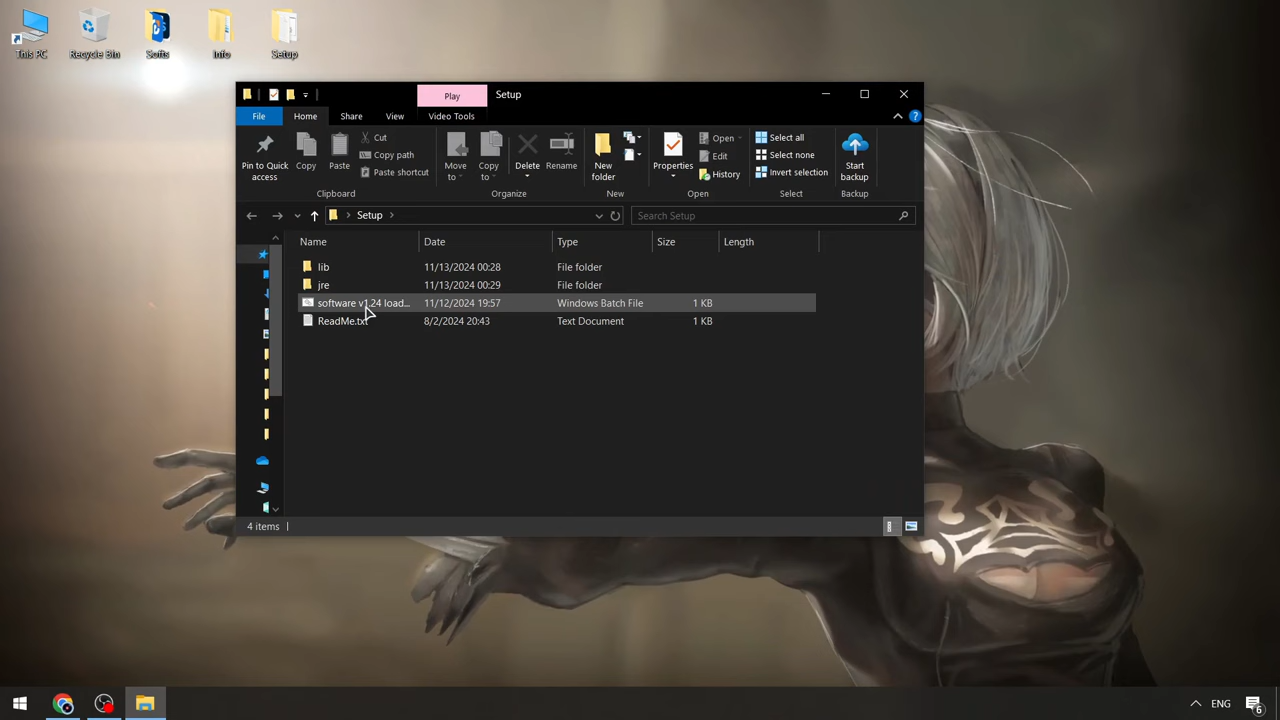 This PC
Recycle Bin
Softs
Info
Setup
Play
Setup
File
Home
Share
View
Video Tools
Pin to Quick
access
Copy
Paste
Cut
Copy path
Paste shortcut
Move
to
Copy
to
Delete
Rename
New
folder
Properties
Open
Edit
History
Select all
Select none
Invert selection
Start
backup
Clipboard
Organize
New
Open
Select
Backup
Setup
Search Setup
Name
Date
Type
Size
Length
lib
11/13/2024 00:28
File folder
jre
11/13/2024 00:29
File folder
software v1.24 load...
11/12/2024 19:57
Windows Batch File
1 KB
ReadMe.txt
8/2/2024 20:43
Text Document
1 KB
4 items
ENG
6